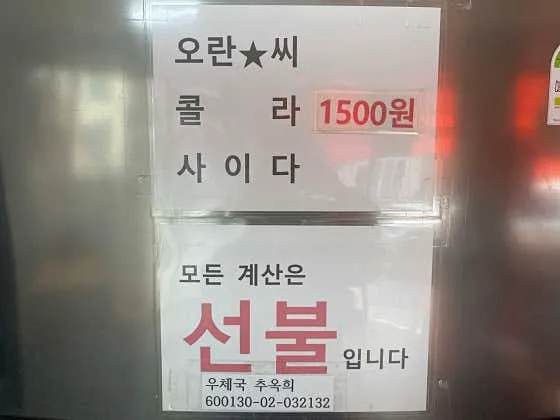 오란★씨
콜 라 1500원
사 이 다
모든 계산은
선불입니다
우체국 추옥희
600130-02-032132